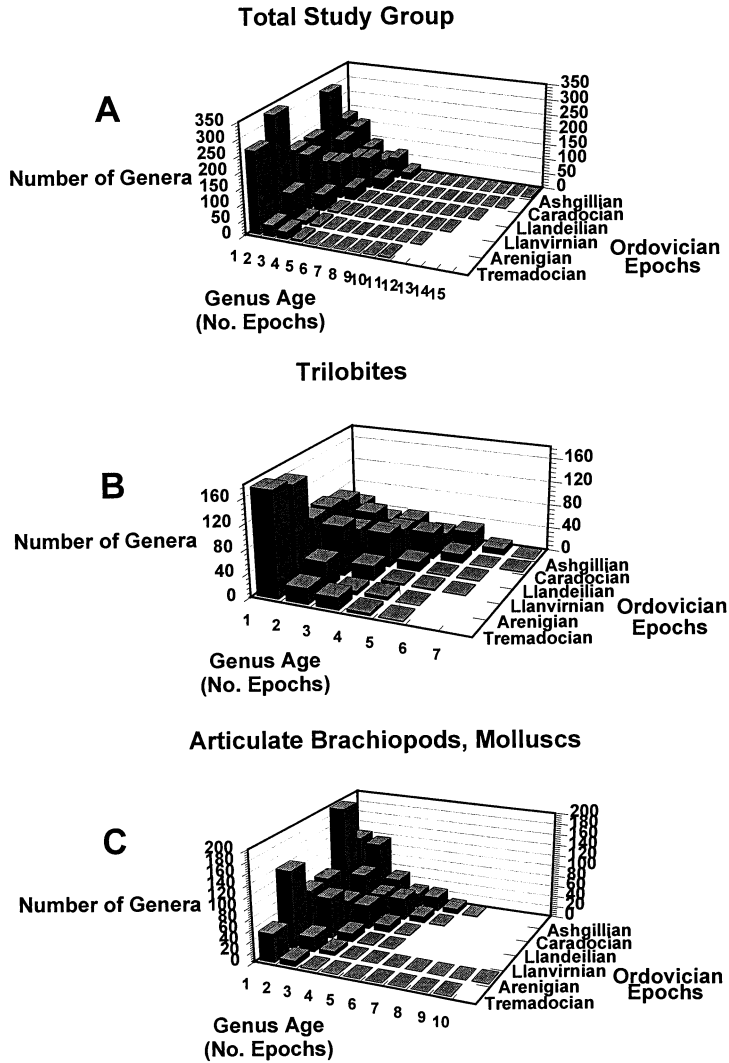 Total Study Group
A
Number of Genera
350
300
250
200
150
100
50
0
350
300
250
200
150
100
50
0
Ashgillian
Caradocian
Llandeilian
Llanvirnian
Arenigian
Tremadocian
Ordovician
Epochs
1 2 3 4 5 6 7 8 9 10 11 12 13 14 15
Genus Age
(No. Epochs)
Trilobites
B
Number of Genera
160
120
80
40
0
160
120
80
40
0
Ashgillian
Caradocian
Llandeilian
Llanvirnian
Arenigian
Tremadocian
Ordovician
Epochs
1 2 3 4 5 6 7
Genus Age
(No. Epochs)
Articulate Brachiopods, Molluscs
C
Number of Genera
200
180
160
140
120
100
80
60
40
20
0
200
180
160
140
120
100
80
60
40
20
0
Ashgillian
Caradocian
Llandeilian
Llanvirnian
Arenigian
Tremadocian
Ordovician
Epochs
1 2 3 4 5 6 7 8 9 10
Genus Age
(No. Epochs)